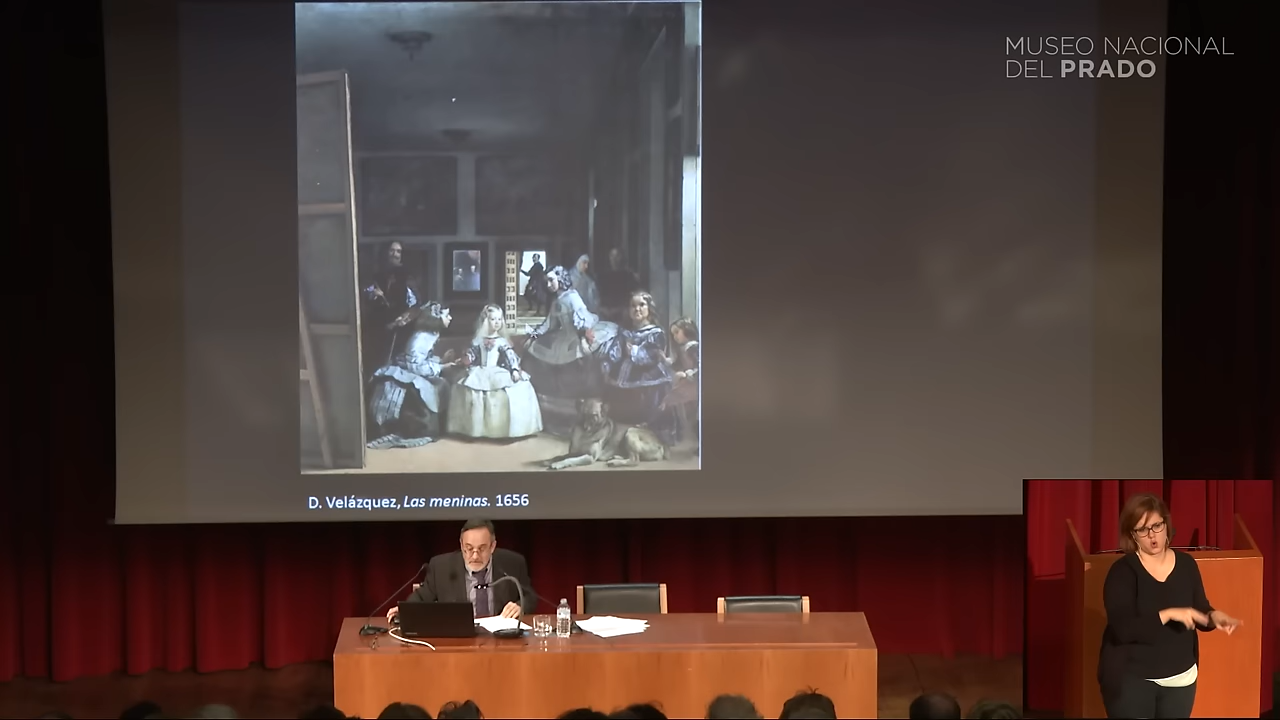 MUSEO NACIONAL
DEL PRADO
D. Velázquez, Las meninas. 1656